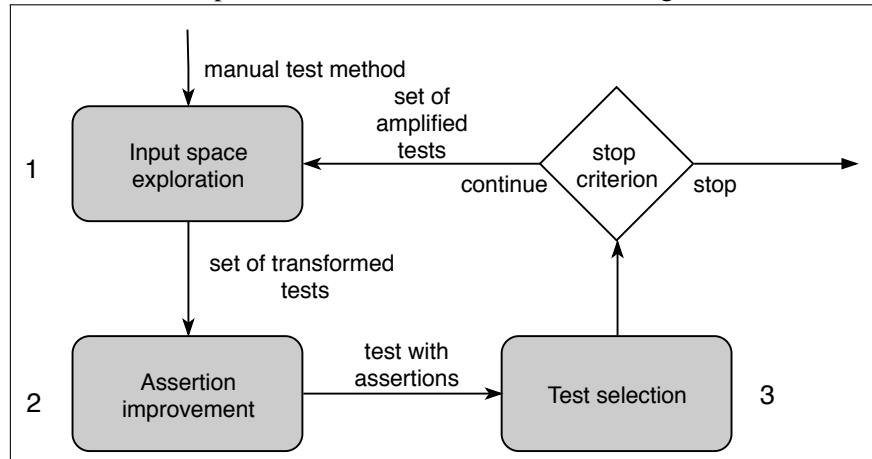 manual test method
set of
amplified
tests
1
Input space
exploration
continue
stop
criterion
stop
set of transformed
tests
2
Assertion
improvement
test with
assertions
Test selection
3